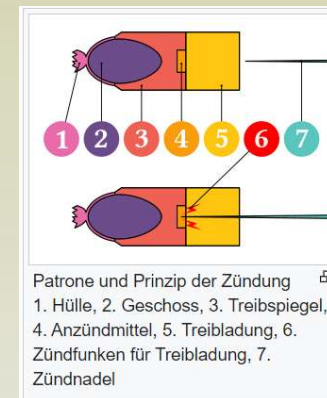 1 2 3 4 5 6 7
Patrone und Prinzip der Zündung
1. Hülle, 2. Geschoss, 3. Treibspiegel,
4. Anzündmittel, 5. Treibladung, 6.
Zündfunken für Treibladung, 7.
Zündnadel